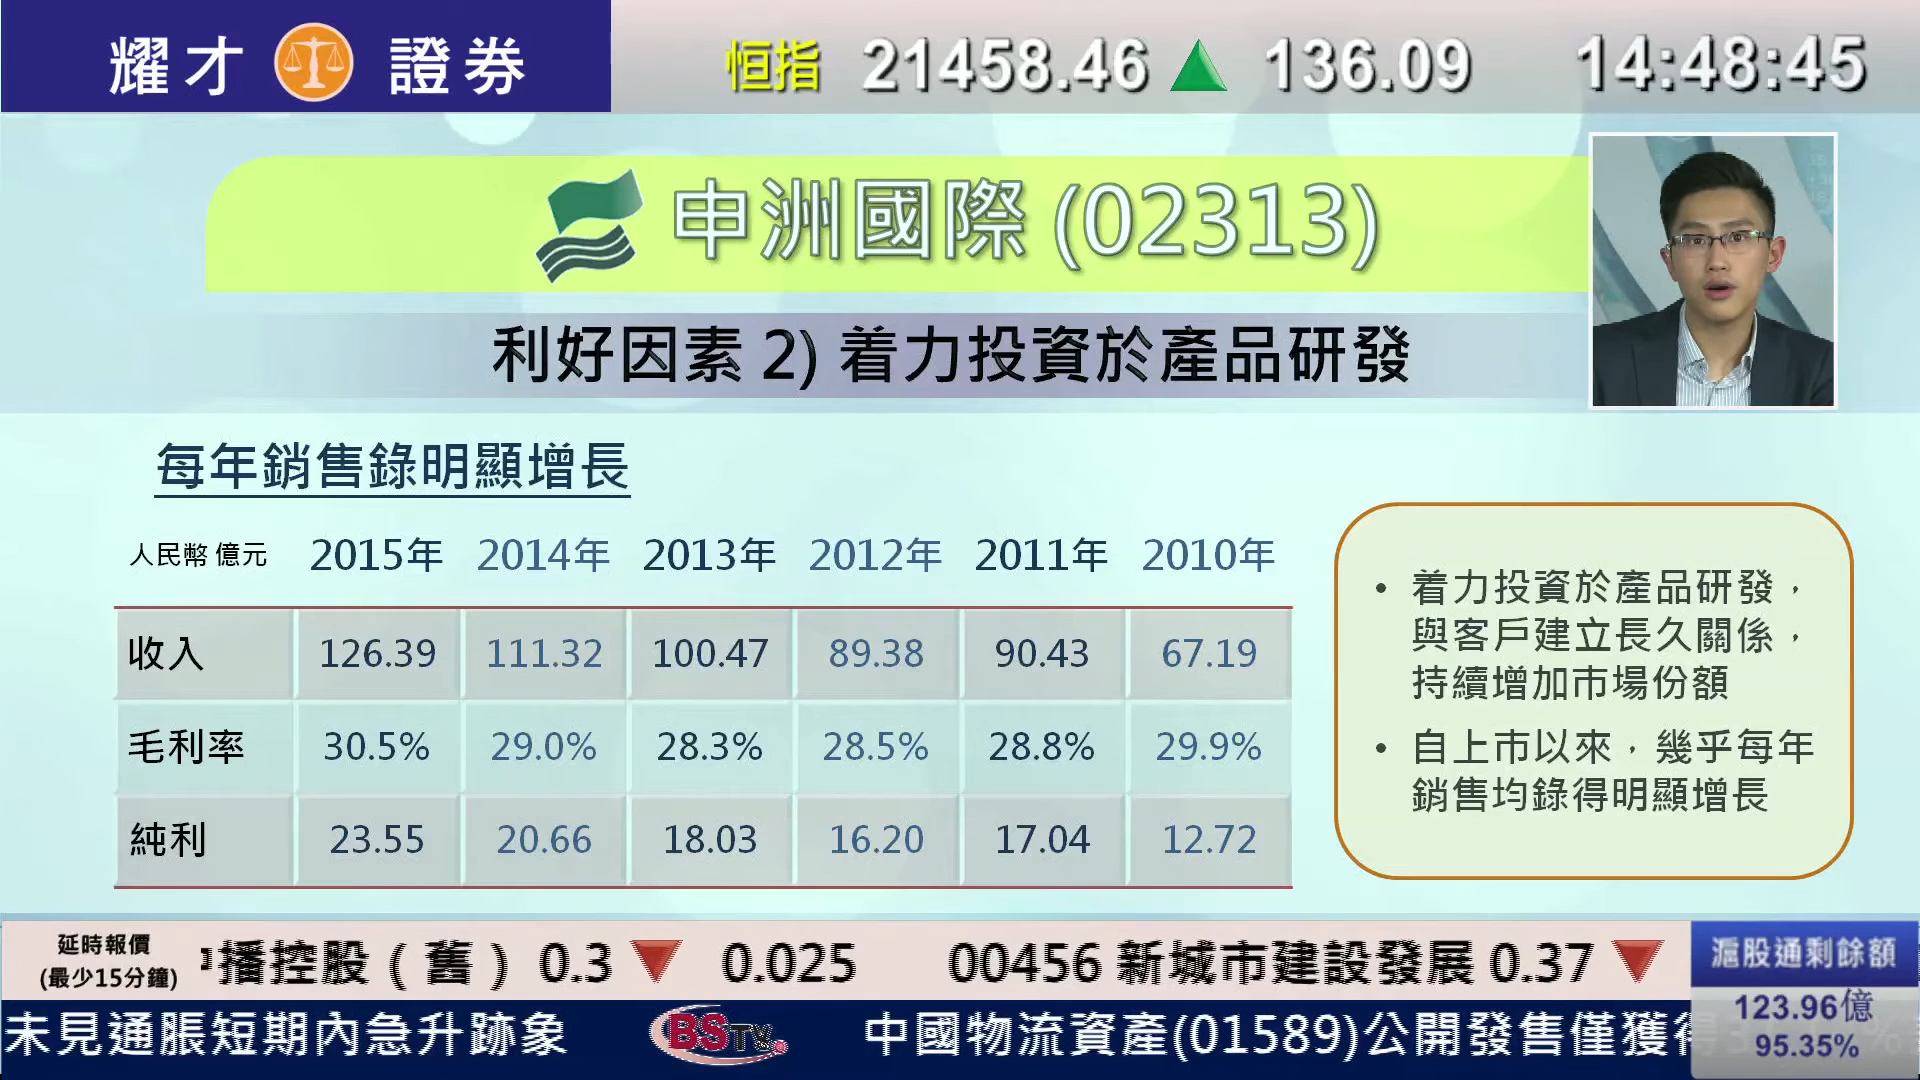 耀才 證券
恒指 21458.46 ▲ 136.09 14:48:45
申洲國際 (02313)
利好因素 2) 着力投資於產品研發
每年銷售錄明顯增長
人民幣 億元 2015年 2014年 2013年 2012年 2011年 2010年
收入 126.39 111.32 100.47 89.38 90.43 67.19
毛利率 30.5% 29.0% 28.3% 28.5% 28.8% 29.9%
純利 23.55 20.66 18.03 16.20 17.04 12.72
• 着力投資於產品研發，
與客戶建立長久關係，
持續增加市場份額
• 自上市以來，幾乎每年
銷售均錄得明顯增長
延時報價
(最少15分鐘)
播控股（舊）0.3 ▼ 0.025 00456 新城市建設發展 0.37 ▼
滬股通剩餘額
123.96億
95.35%
未見通脹短期內急升跡象 BSTV 中國物流資產(01589)公開發售僅獲得